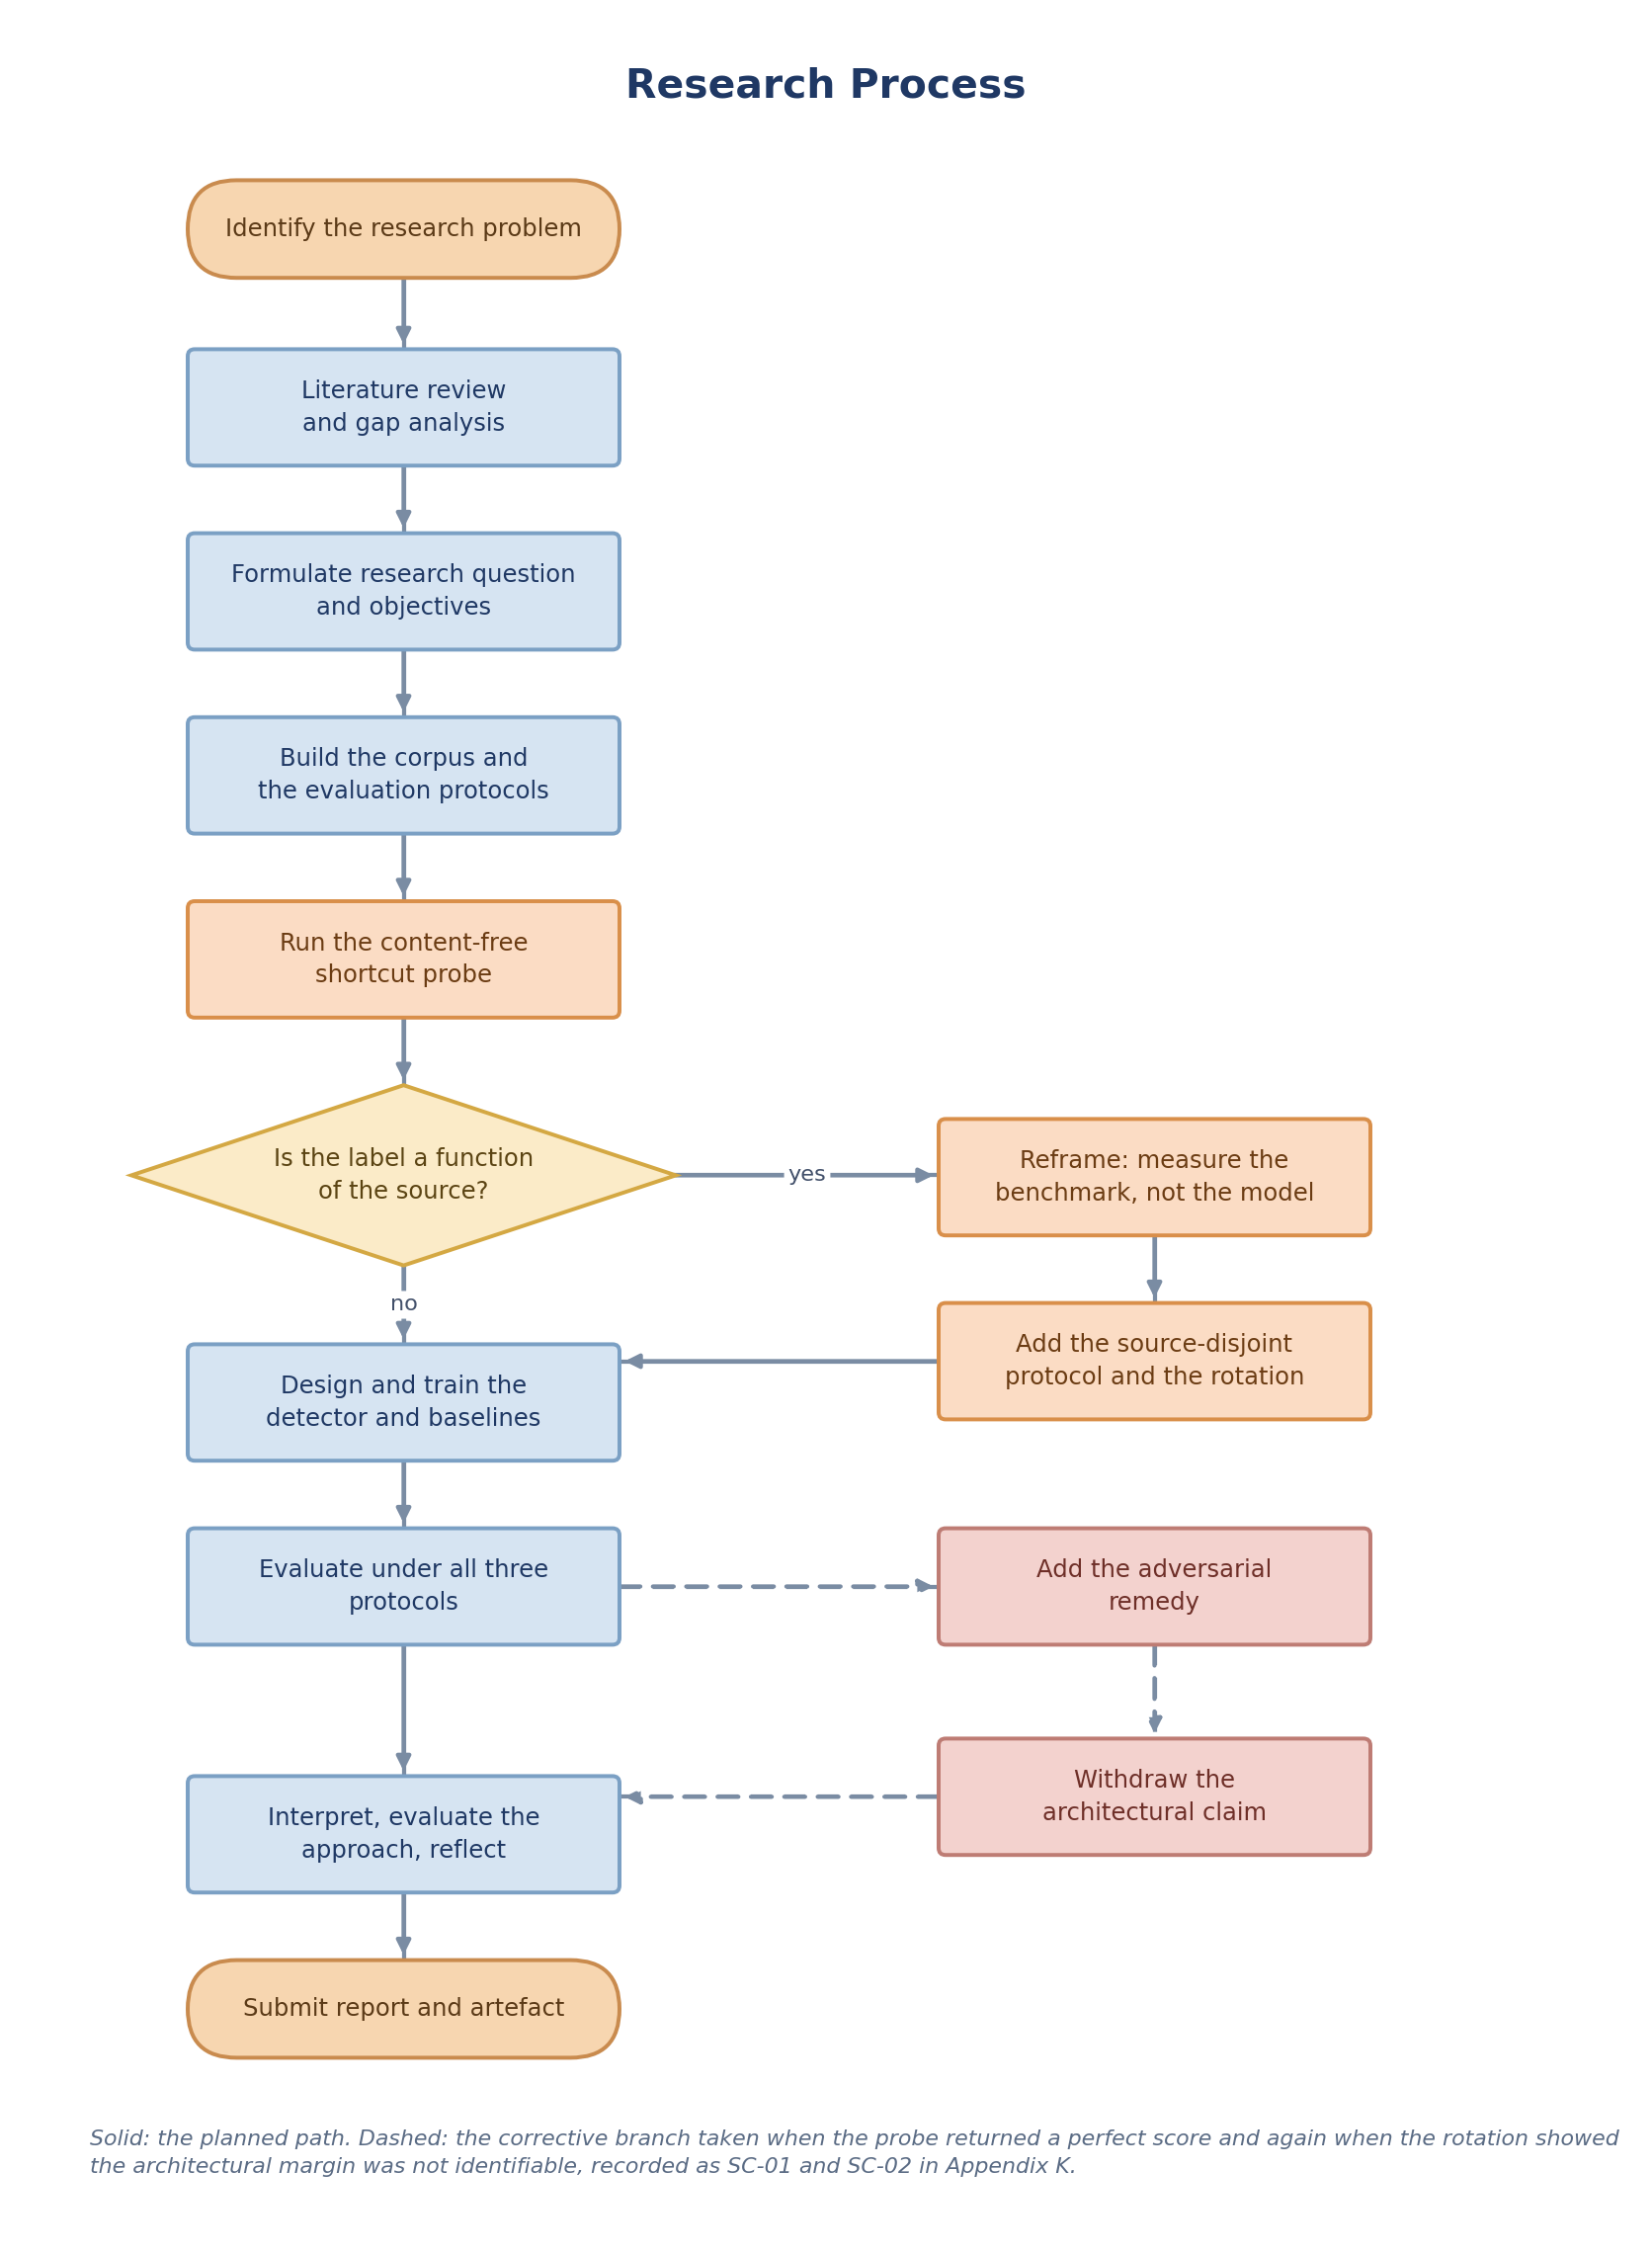 Research Process
Identify the research problem
Literature review
and gap analysis
Formulate research question
and objectives
Build the corpus and
the evaluation protocols
Run the content-free
shortcut probe
Is the label a function
of the source?
yes
Reframe: measure the
benchmark, not the model
no
Add the source-disjoint
protocol and the rotation
Design and train the
detector and baselines
Evaluate under all three
protocols
Add the adversarial
remedy
Withdraw the
architectural claim
Interpret, evaluate the
approach, reflect
Submit report and artefact
Solid: the planned path. Dashed: the corrective branch taken when the probe returned a perfect score and again when the rotation showed
the architectural margin was not identifiable, recorded as SC-01 and SC-02 in Appendix K.